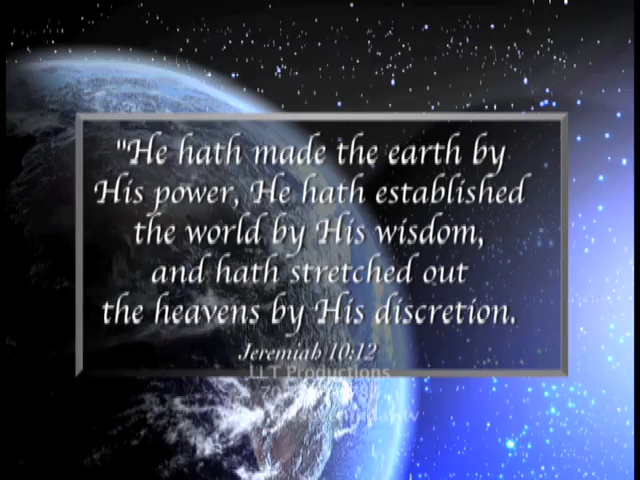 "He hath made the earth by
His power, He hath established
the world by His wisdom,
and hath stretched out
the heavens by His discretion.
Jeremiah 10:12
LLT Productions